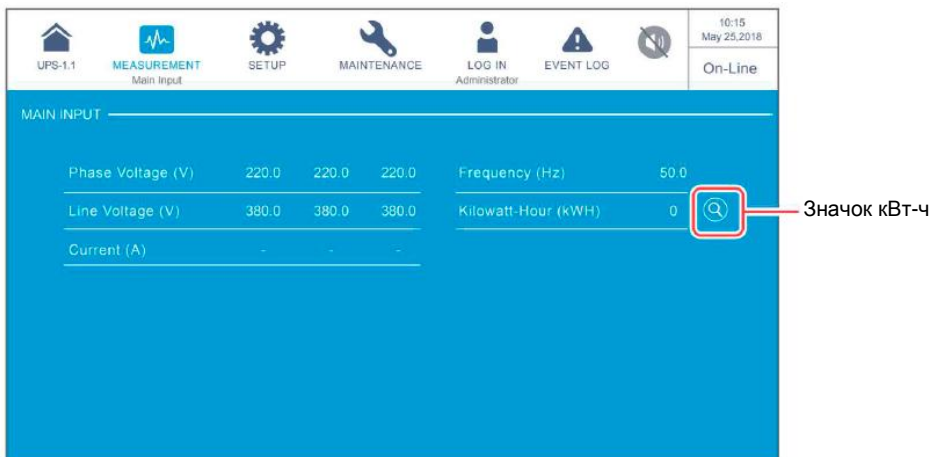 10:15
May 25,2018
UPS-1.1 MEASUREMENT SETUP MAINTENANCE LOG IN EVENT LOG On-Line
Main Input Administrator
MAIN INPUT
Phase Voltage (V) 220.0 220.0 220.0 Frequency (Hz) 50.0
Line Voltage (V) 380.0 380.0 380.0 Kilowatt-Hour (kWH) 0 Значок кВт-ч
Current (A) - - -